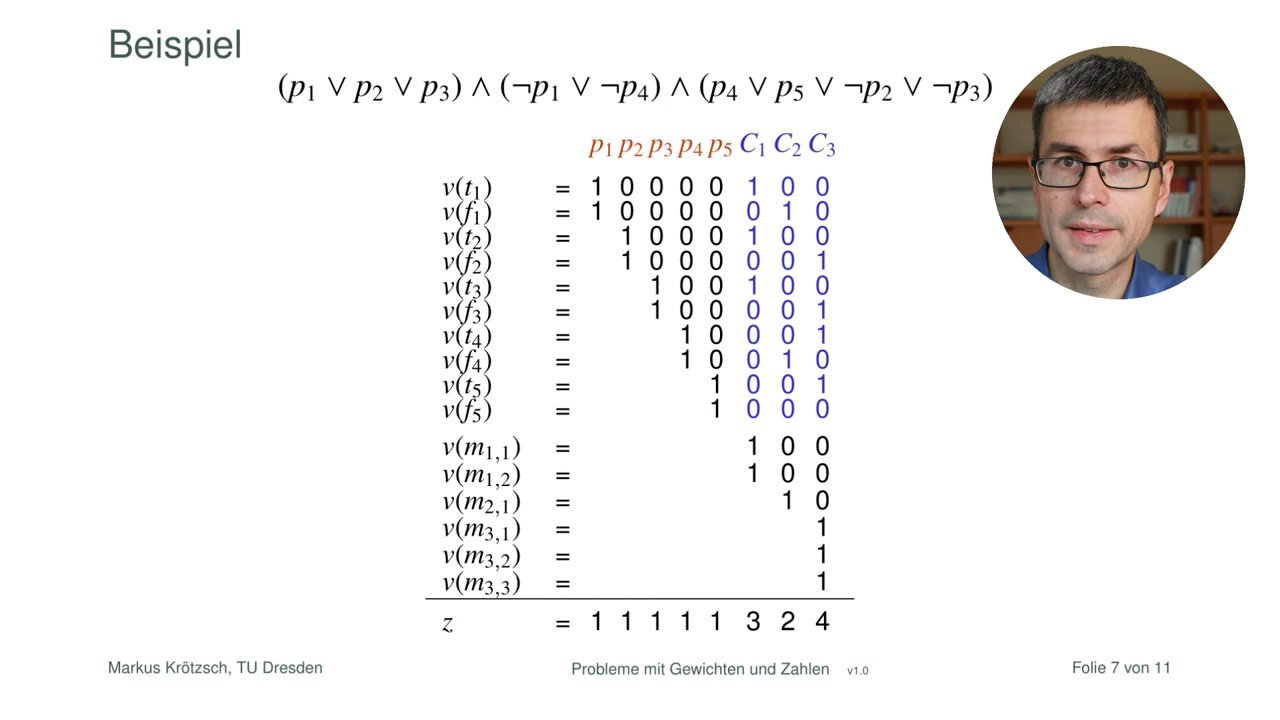 Beispiel
(p₁ ∨ p₂ ∨ p₃) ∧ (¬p₁ ∨ ¬p₄) ∧ (p₄ ∨ p₅ ∨ ¬p₂ ∨ ¬p₃)
p₁ p₂ p₃ p₄ p₅ C₁ C₂ C₃
v(t₁) = 1 0 0 0 0 1 0 0
v(f₁) = 1 0 0 0 0 0 1 0
v(t₂) = 1 0 0 0 1 0 0
v(f₂) = 1 0 0 0 0 0 1
v(t₃) = 1 0 0 1 0 0
v(f₃) = 1 0 0 0 0 1
v(t₄) = 1 0 0 0 1
v(f₄) = 1 0 0 1 0
v(t₅) = 1 0 0 1
v(f₅) = 1 0 0 0
v(m₁,₁) = 1 0 0
v(m₁,₂) = 1 0 0
v(m₂,₁) = 1 0
v(m₃,₁) = 1
v(m₃,₂) = 1
v(m₃,₃) = 1
z = 1 1 1 1 1 3 2 4
Markus Krötzsch, TU Dresden Probleme mit Gewichten und Zahlen v1.0 Folie 7 von 11